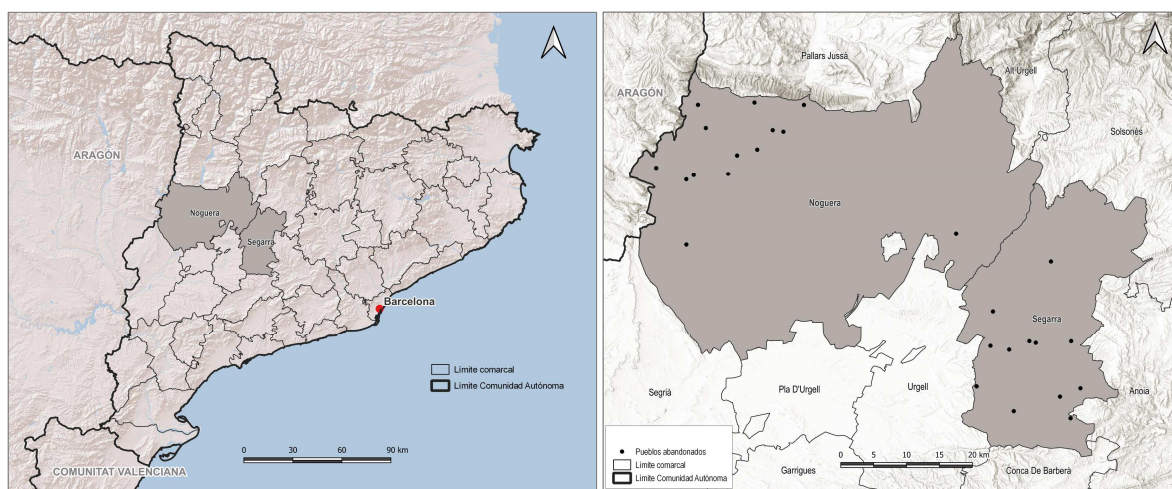 ARAGÓN
Noguera
Segarra
Barcelona
Límite comarcal
Límite Comunidad Autónoma
0 30 60 90 km
COMUNITAT VALENCIANA
Pallars Jussà
Alt Urgell
ARAGÓN
Solsonès
Noguera
Segarra
Segrià
Pla D'Urgell
Urgell
Anoia
Pueblos abandonados
Límite comarcal
Límite Comunidad Autónoma
0 5 10 15 20 km
Garrigues
Conca De Barberà